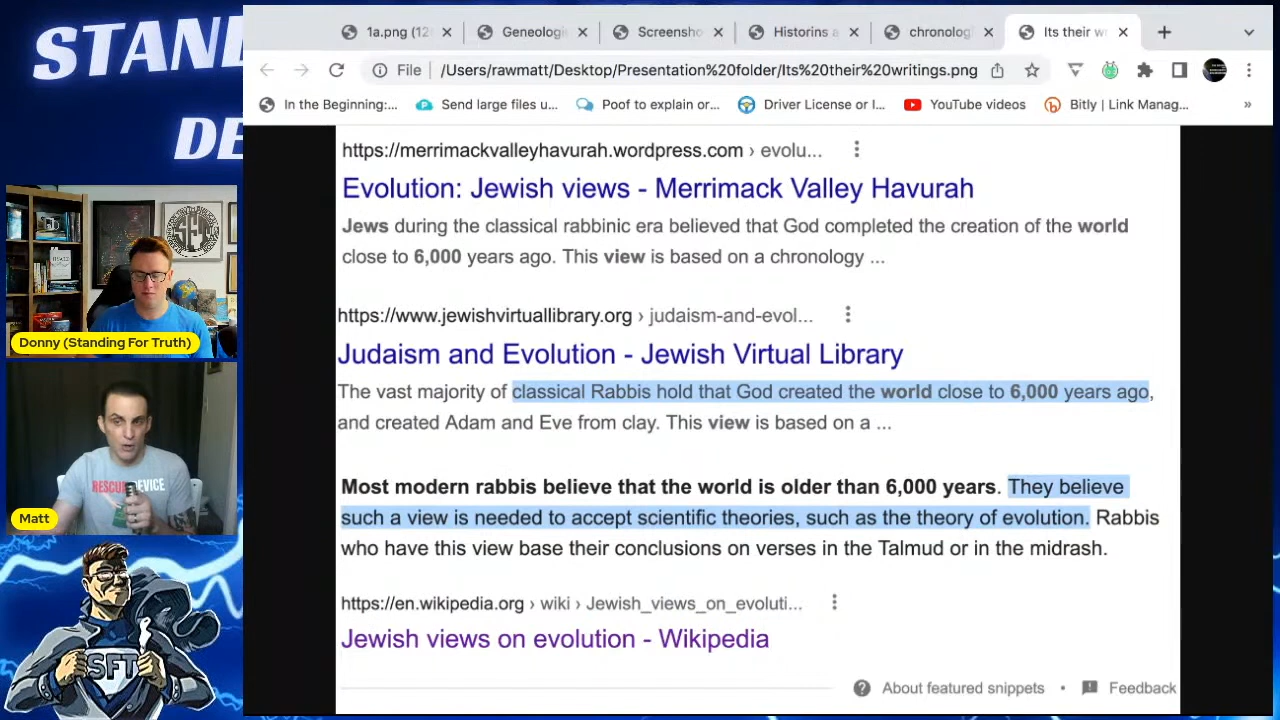 STAND
DE
1a.png (12
Geneologi
Screensho
Historins a
chronolog
Its their w
File
/Users/rawmatt/Desktop/Presentation%20folder/Its%20their%20writings.png
In the Beginning:...
Send large files u...
Poof to explain or...
Driver License or I...
YouTube videos
Bitly | Link Manag...
»
https://merrimackvalleyhavurah.wordpress.com › evolu...
Evolution: Jewish views - Merrimack Valley Havurah
Jews during the classical rabbinic era believed that God completed the creation of the world
close to 6,000 years ago. This view is based on a chronology ...
https://www.jewishvirtuallibrary.org › judaism-and-evol...
Judaism and Evolution - Jewish Virtual Library
The vast majority of classical Rabbis hold that God created the world close to 6,000 years ago,
and created Adam and Eve from clay. This view is based on a ...
Most modern rabbis believe that the world is older than 6,000 years. They believe
such a view is needed to accept scientific theories, such as the theory of evolution. Rabbis
who have this view base their conclusions on verses in the Talmud or in the midrash.
https://en.wikipedia.org › wiki › Jewish_views_on_evoluti...
Jewish views on evolution - Wikipedia
About featured snippets • Feedback
SFT
Donny (Standing For Truth)
RESCUE DEVICE
Matt
SFT